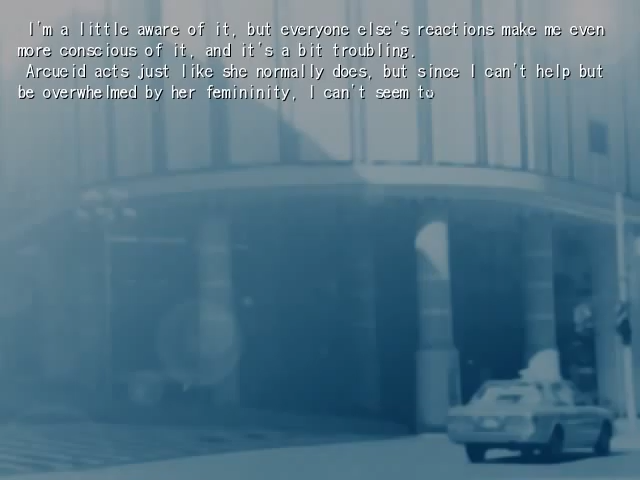 I'm a little aware of it, but everyone else's reactions make me even
more conscious of it, and it's a bit troubling.
Arcueid acts just like she normally does, but since I can't help but
be overwhelmed by her femininity, I can't seem to